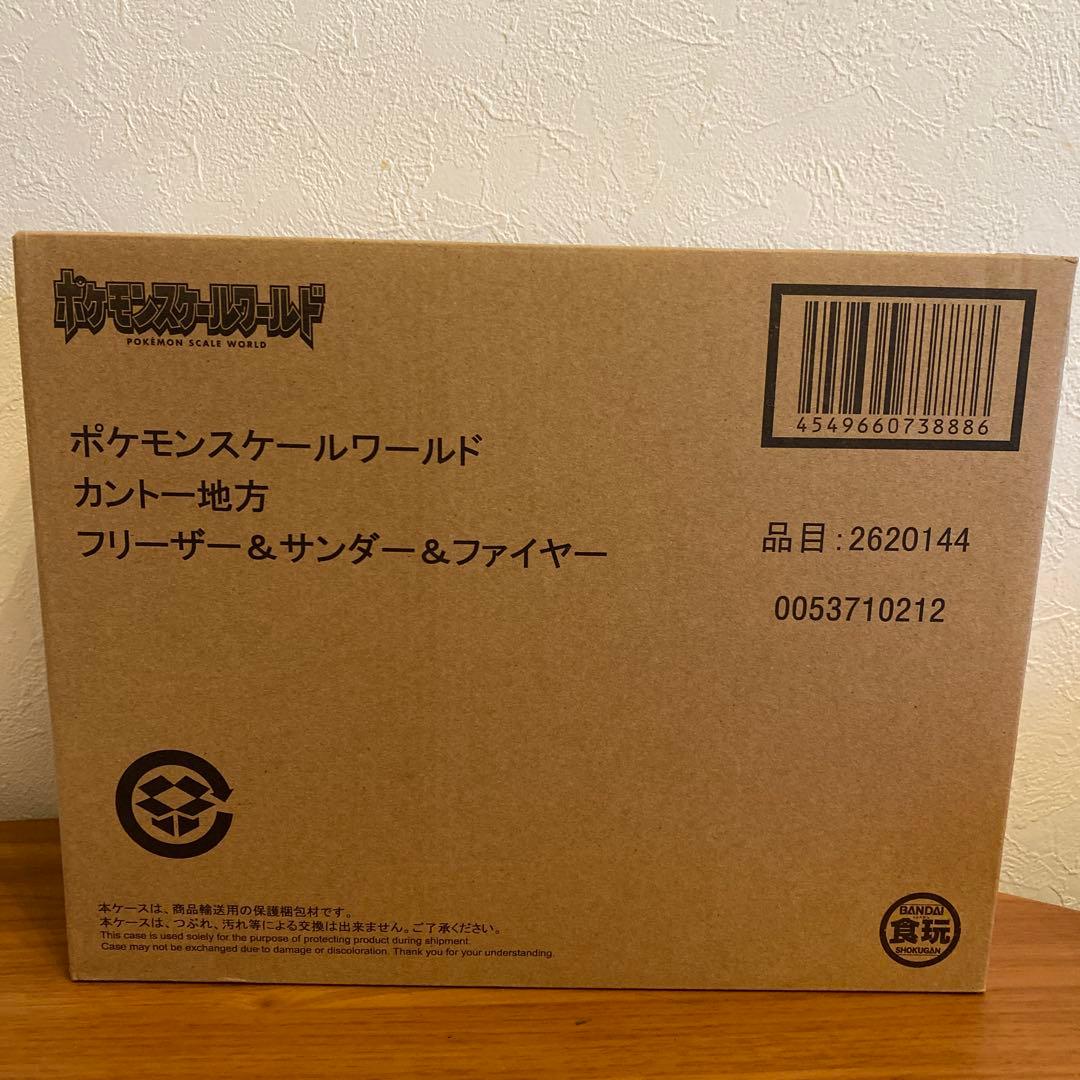 ポケモンスケールワールド
POKÉMON SCALE WORLD
4549660738886
ポケモンスケールワールド
カントー地方
フリーザー＆サンダー＆ファイヤー
品目：2620144
0053710212
本ケースは、商品輸送用の保護梱包材です。
本ケースは、つぶれ、汚れ等による交換は出来ません。ご了承ください。
This case is used solely for the purpose of protecting product during shipment.
Case may not be exchanged due to damage or discoloration. Thank you for your understanding.
BANDAI
食玩
SHOKUGAN